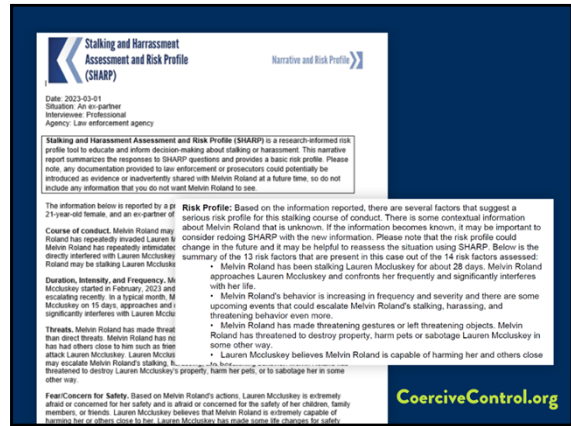 Stalking and Harrassment
Assessment and Risk Profile
(SHARP)
Narrative and Risk Profile
Date: 2023-03-01
Situation: An ex-partner
Interviewee: Professional
Agency: Law enforcement agency
Stalking and Harassment Assessment and Risk Profile (SHARP) is a research-informed risk
profile tool to educate and inform decision-making about stalking or harassment. This narrative
report summarizes the responses to SHARP questions and provides a basic risk profile. Please
note, any documentation provided to law enforcement or prosecutors could potentially be
introduced as evidence or inadvertently shared with Melvin Roland at a future time, so do not
include any information that you do not want Melvin Roland to see.
The information below is reported by a
21-year-old female, and an ex-partner of
Course of conduct. Melvin Roland may
Roland has repeatedly invaded Lauren M
Melvin Roland has repeatedly intimidated
directly interfered with Lauren Mccluskey
Roland may be stalking Lauren Mccluske
Duration, Intensity, and Frequency.
Mccluskey started in February, 2023 and
escalating recently. In a typical month, M
Mccluskey on 15 days, approaches and
significantly interferes with Lauren Mcclus
Threats. Melvin Roland has made threat
than direct threats. Melvin Roland has no
has had others close to him such as frien
attack Lauren Mccluskey. Lauren Mcclus
may escalate Melvin Roland's stalking,
threatened to destroy Lauren Mccluskey's property, harm her pets, or to sabotage her in some
other way.
Fear/Concern for Safety. Based on Melvin Roland's actions, Lauren Mccluskey is extremely
afraid or concerned for her safety and is afraid or concerned for the safety of her children, family
members, or friends. Lauren Mccluskey believes that Melvin Roland is extremely capable of
harming her or others close to her. Lauren Mccluskey has made some life changes for safety
Risk Profile: Based on the information reported, there are several factors that suggest a
serious risk profile for this stalking course of conduct. There is some contextual information
about Melvin Roland that is unknown. If the information becomes known, it may be important to
consider redoing SHARP with the new information. Please note that the risk profile could
change in the future and it may be helpful to reassess the situation using SHARP. Below is the
summary of the 13 risk factors that are present in this case out of the 14 risk factors assessed:
• Melvin Roland has been stalking Lauren Mccluskey for about 28 days. Melvin Roland
approaches Lauren Mccluskey and confronts her frequently and significantly interferes
with her life.
• Melvin Roland's behavior is increasing in frequency and severity and there are some
upcoming events that could escalate Melvin Roland's stalking, harassing, and
threatening behavior even more.
• Melvin Roland has made threatening gestures or left threatening objects. Melvin
Roland has threatened to destroy property, harm pets or sabotage Lauren Mccluskey in
some other way.
• Lauren Mccluskey believes Melvin Roland is capable of harming her and others close
CoerciveControl.org